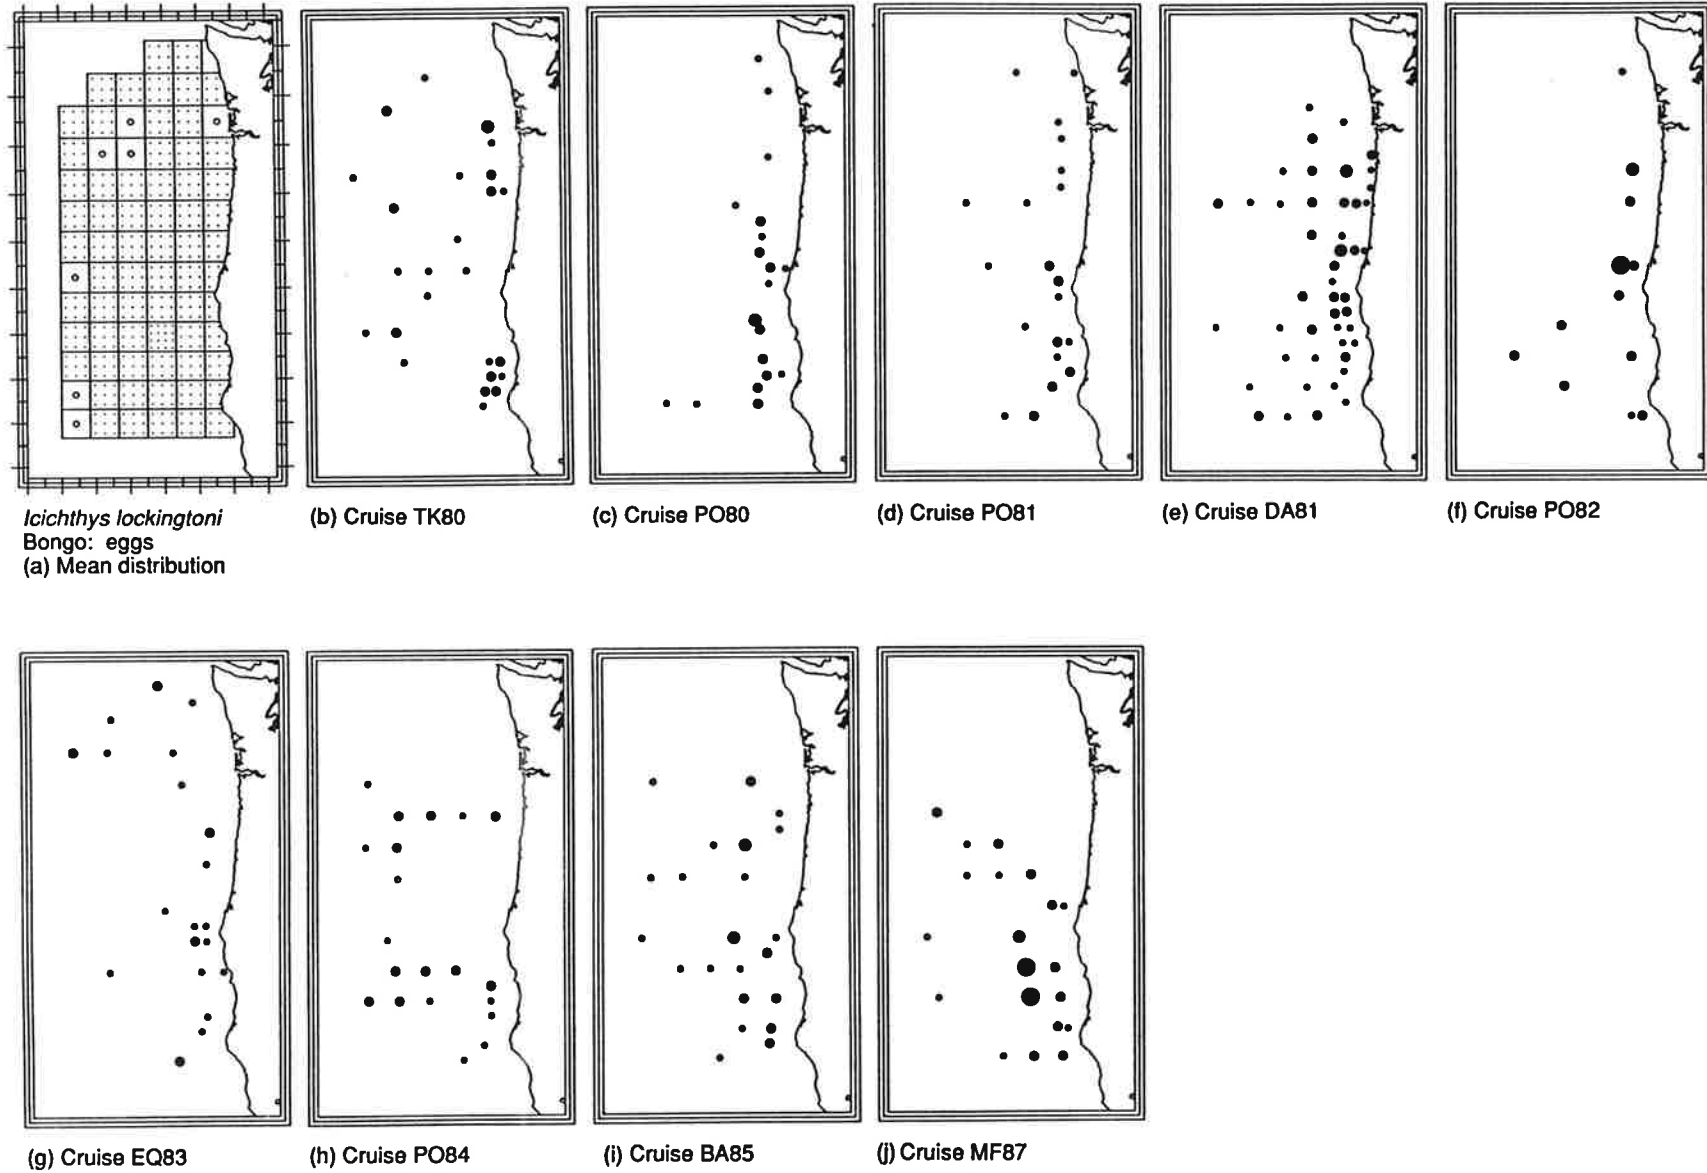 Icichthys lockingtoni
Bongo: eggs
(a) Mean distribution
(b) Cruise TK80
(c) Cruise PO80
(d) Cruise PO81
(e) Cruise DA81
(f) Cruise PO82
(g) Cruise EQ83
(h) Cruise PO84
(i) Cruise BA85
(j) Cruise MF87